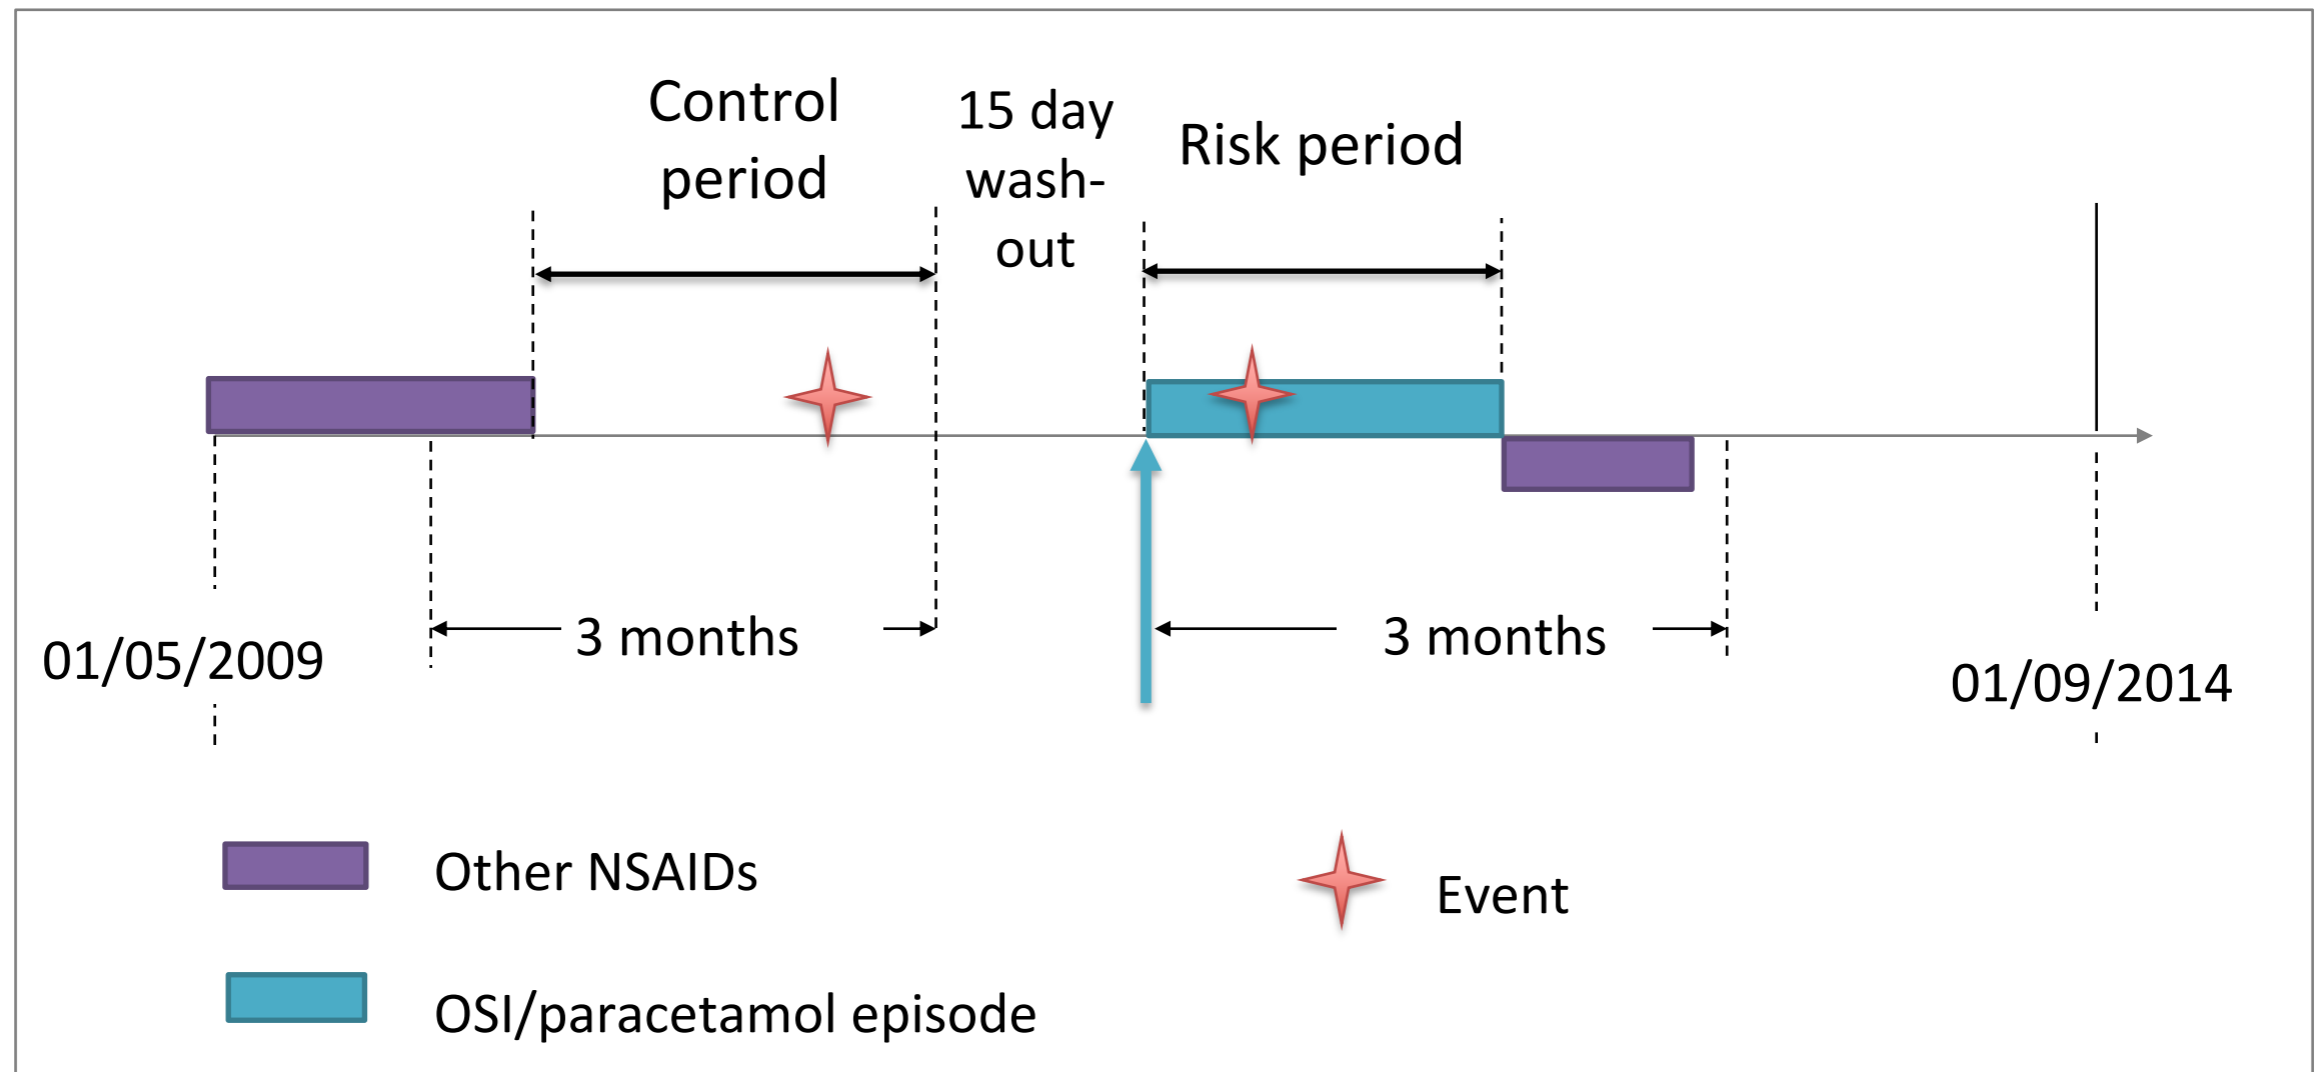 Control
period
15 day
wash-
out
Risk period
3 months
3 months
01/05/2009
01/09/2014
Other NSAIDs
Event
OSI/paracetamol episode